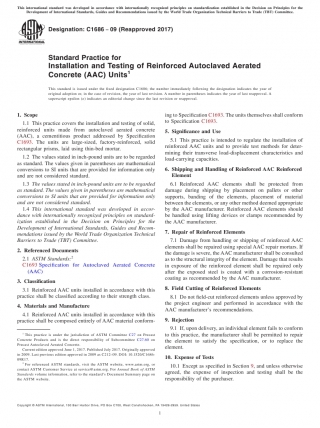 This international standard was developed in accordance with internationally recognized principles on standardization established in the Decision on Principles for the
Development of International Standards, Guides and Recommendations issued by the World Trade Organization Technical Barriers to Trade (TBT) Committee.
Designation: C1686 − 09 (Reapproved 2017)
Standard Practice for
Installation and Testing of Reinforced Autoclaved Aerated
Concrete (AAC) Units1
This standard is issued under the fixed designation C1686; the number immediately following the designation indicates the year of
original adoption or, in the case of revision, the year of last revision. A number in parentheses indicates the year of last reapproval. A
superscript epsilon (ε) indicates an editorial change since the last revision or reapproval.
1. Scope
1.1 This practice covers the installation and testing of solid,
reinforced units made from autoclaved aerated concrete
(AAC), a cementitious product addressed by Specification
C1693. The units are large-sized, factory-reinforced, solid
rectangular prisms, laid using thin-bed mortar.
1.2 The values stated in inch-pound units are to be regarded
as standard. The values given in parentheses are mathematical
conversions to SI units that are provided for information only
and are not considered standard.
1.3 The values stated in inch-pound units are to be regarded
as standard. The values given in parentheses are mathematical
conversions to SI units that are provided for information only
and are not considered standard.
1.4 This international standard was developed in accor-
dance with internationally recognized principles on standard-
ization established in the Decision on Principles for the
Development of International Standards, Guides and Recom-
mendations issued by the World Trade Organization Technical
Barriers to Trade (TBT) Committee.
2. Referenced Documents
2.1 ASTM Standards:2
C1693 Specification for Autoclaved Aerated Concrete
(AAC)
3. Classification
3.1 Reinforced AAC units installed in accordance with this
practice shall be classified according to their strength class.
4. Materials and Manufacture
4.1 Reinforced AAC units installed in accordance with this
practice shall be composed entirely of AAC material conform-
1 This practice is under the jurisdiction of ASTM Committee C27 on Precast
Concrete Products and is the direct responsibility of Subcommittee C27.60 on
Precast Autoclaved Aerated Concrete.
Current edition approved June 1, 2017. Published July 2017. Originally approved
in 2009. Last previous edition approved in 2009 as C1686-09. DOI: 10.1520/C1686-
09R17.
2 For referenced ASTM standards, visit the ASTM website, www.astm.org, or
contact ASTM Customer Service at service@astm.org. For Annual Book of ASTM
Standards volume information, refer to the standard's Document Summary page on
the ASTM website.
ing to Specification C1693. The units themselves shall conform
to Specification C1693.
5. Significance and Use
5.1 This practice is intended to regulate the installation of
reinforced AAC units and to provide test methods for deter-
mining their transverse load-displacement characteristics and
load-carrying capacities.
6. Shipping and Handling of Reinforced AAC Reinforced
Element
6.1 Reinforced AAC elements shall be protected from
damage during shipping by placement on pallets or other
supports, banding of the elements, placement of material
between the elements, or any other method deemed appropriate
by the AAC manufacturer. Reinforced AAC elements should
be handled using lifting devices or clamps recommended by
the AAC manufacturer.
7. Repair of Reinforced Elements
7.1 Damage from handling or shipping of reinforced AAC
elements shall be repaired using special AAC repair mortars. If
the damage is severe, the AAC manufacturer shall be consulted
as to the structural integrity of the element. Damage that results
in exposure of the reinforced element shall be repaired only
after the exposed steel is coated with a corrosion-resistant
coating as recommended by the AAC manufacturer.
8. Field Cutting of Reinforced Elements
8.1 Do not field-cut reinforced elements unless approved by
the project engineer and performed in accordance with the
AAC manufacturer's recommendations.
9. Rejection
9.1 If, upon delivery, an individual element fails to conform
to this practice, the manufacturer shall be permitted to repair
the element to satisfy the specification, or to replace the
element.
10. Expense of Tests
10.1 Except as specified in Section 9, and unless otherwise
agreed, the expense of inspection and testing shall be the
responsibility of the purchaser.
Copyright © ASTM International, 100 Barr Harbor Drive, PO Box C700, West Conshohocken, PA 19428-2959. United States
1